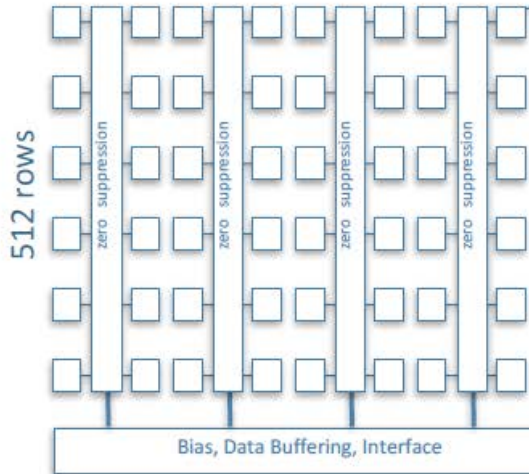 512 rows
zero suppression
zero suppression
zero suppression
zero suppression
Bias, Data Buffering, Interface